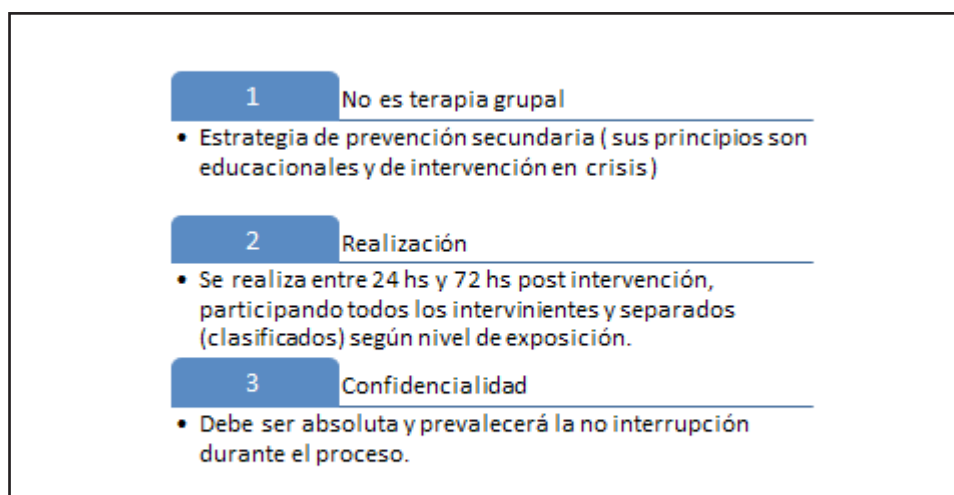 1 No es terapia grupal
• Estrategia de prevención secundaria ( sus principios son
educacionales y de intervención en crisis)
2 Realización
• Se realiza entre 24 hs y 72 hs post intervención,
participando todos los intervinientes y separados
(clasificados) según nivel de exposición.
3 Confidencialidad
• Debe ser absoluta y prevalecerá la no interrupción
durante el proceso.